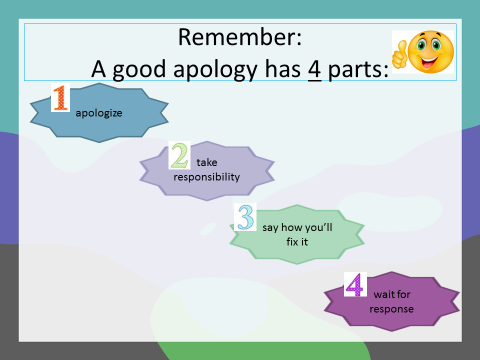 Remember:
A good apology has 4 parts:
1
apologize
2
take
responsibility
3
say how you'll
fix it
4
wait for
response